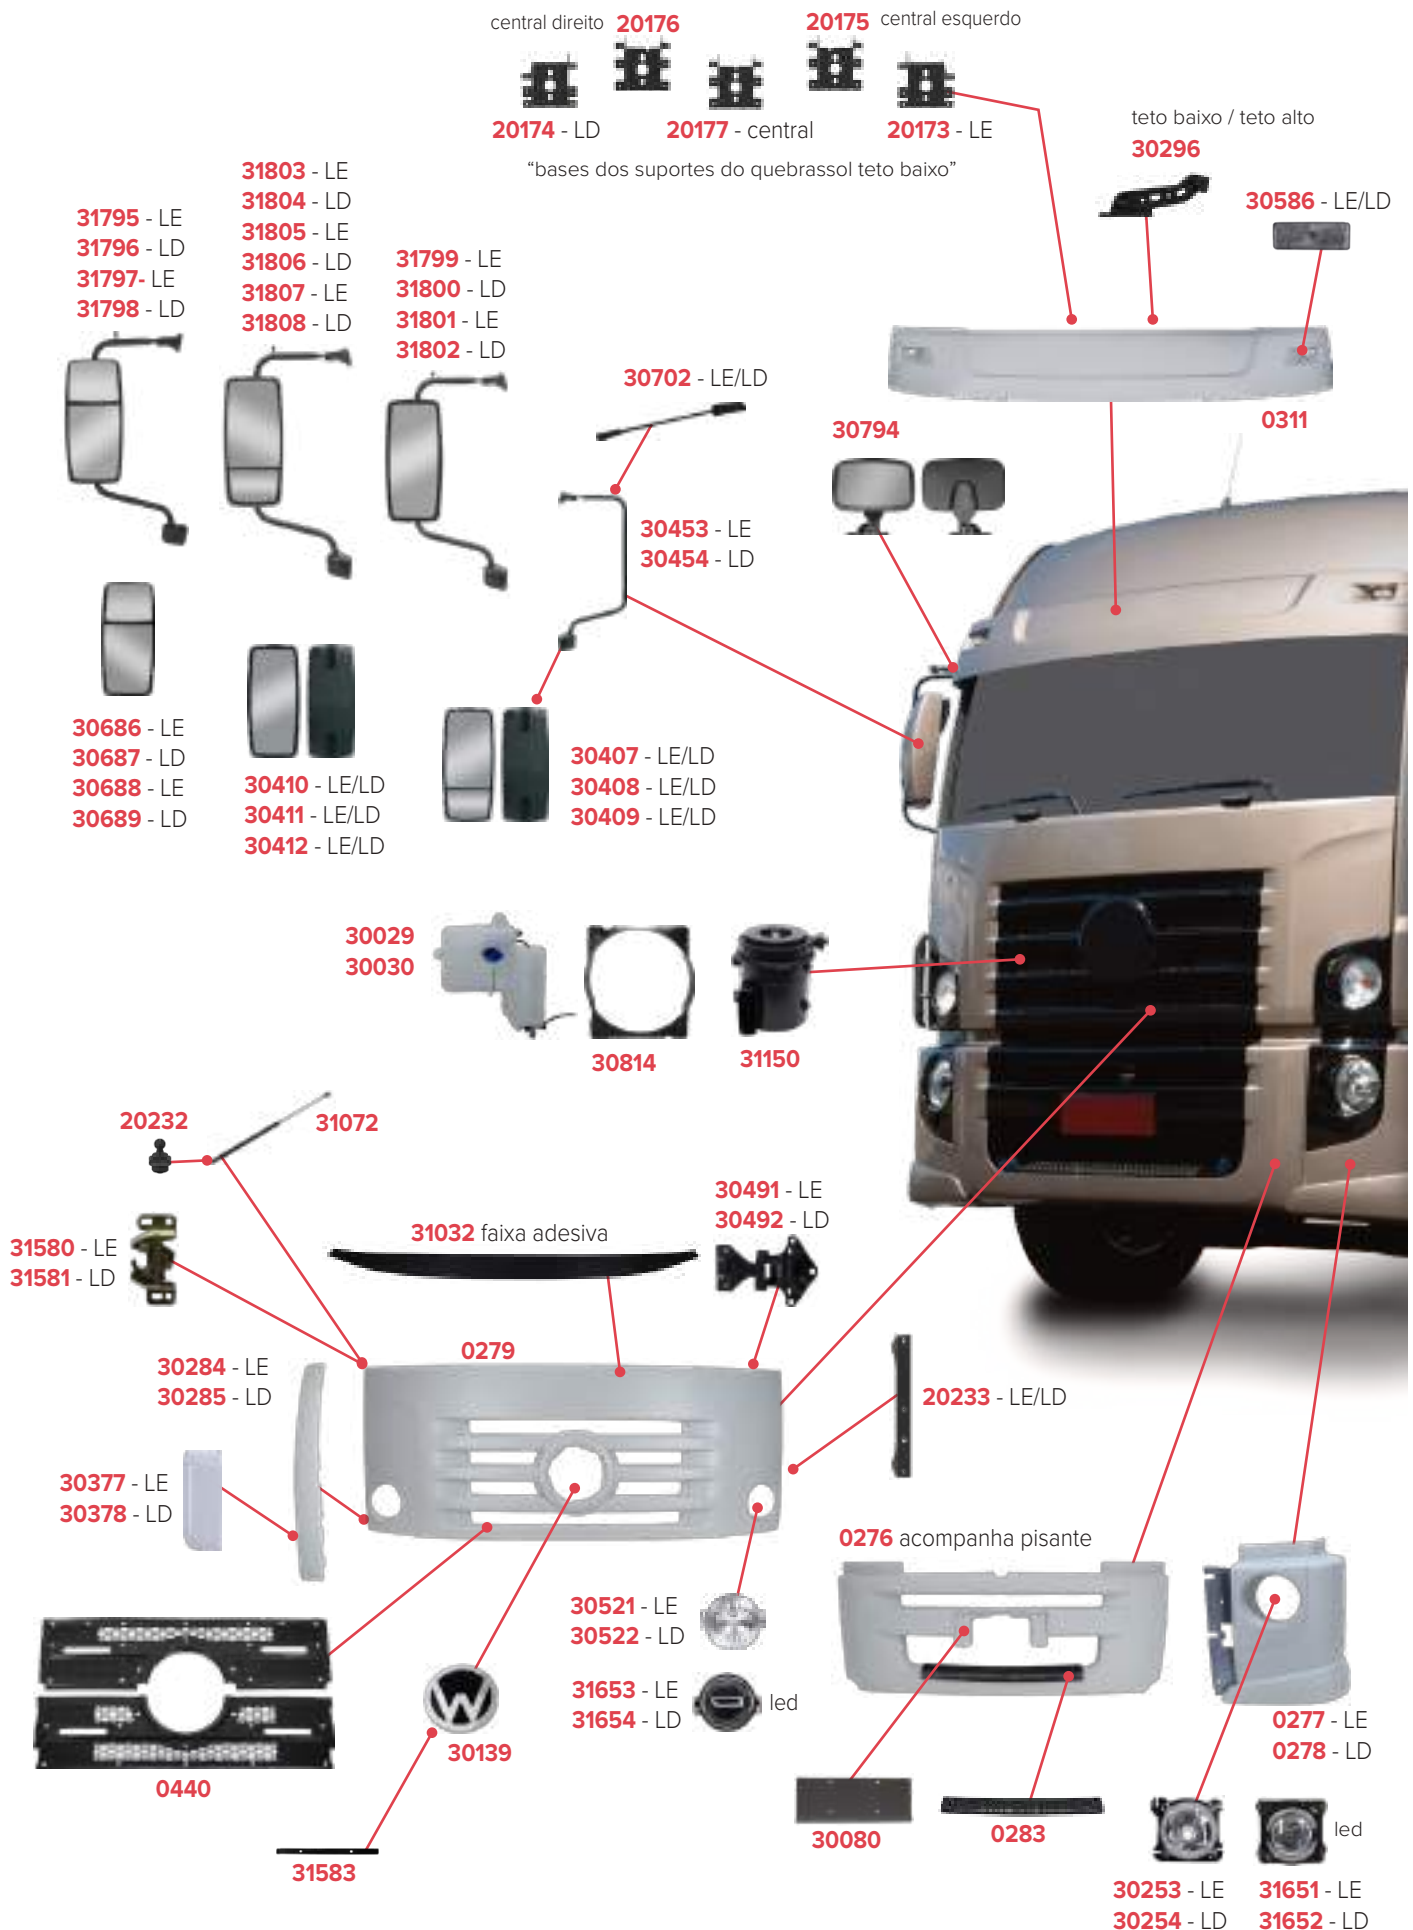 central direito 20176
20175 central esquerdo
20174 - LD
20177 - central
20173 - LE
“bases dos suportes do quebrassol teto baixo”
teto baixo / teto alto
30296
30586 - LE/LD
31795 - LE
31796 - LD
31797- LE
31798 - LD
31803 - LE
31804 - LD
31805 - LE
31806 - LD
31807 - LE
31808 - LD
31799 - LE
31800 - LD
31801 - LE
31802 - LD
30702 - LE/LD
30794
0311
30453 - LE
30454 - LD
30686 - LE
30687 - LD
30688 - LE
30689 - LD
30410 - LE/LD
30411 - LE/LD
30412 - LE/LD
30407 - LE/LD
30408 - LE/LD
30409 - LE/LD
30029
30030
30814
31150
20232
31072
31580 - LE
31581 - LD
31032 faixa adesiva
30491 - LE
30492 - LD
0279
30284 - LE
30285 - LD
20233 - LE/LD
30377 - LE
30378 - LD
0276 acompanha pisante
30521 - LE
30522 - LD
31653 - LE
31654 - LD
led
30139
0440
31583
0277 - LE
0278 - LD
30080
0283
led
30253 - LE
30254 - LD
31651 - LE
31652 - LD